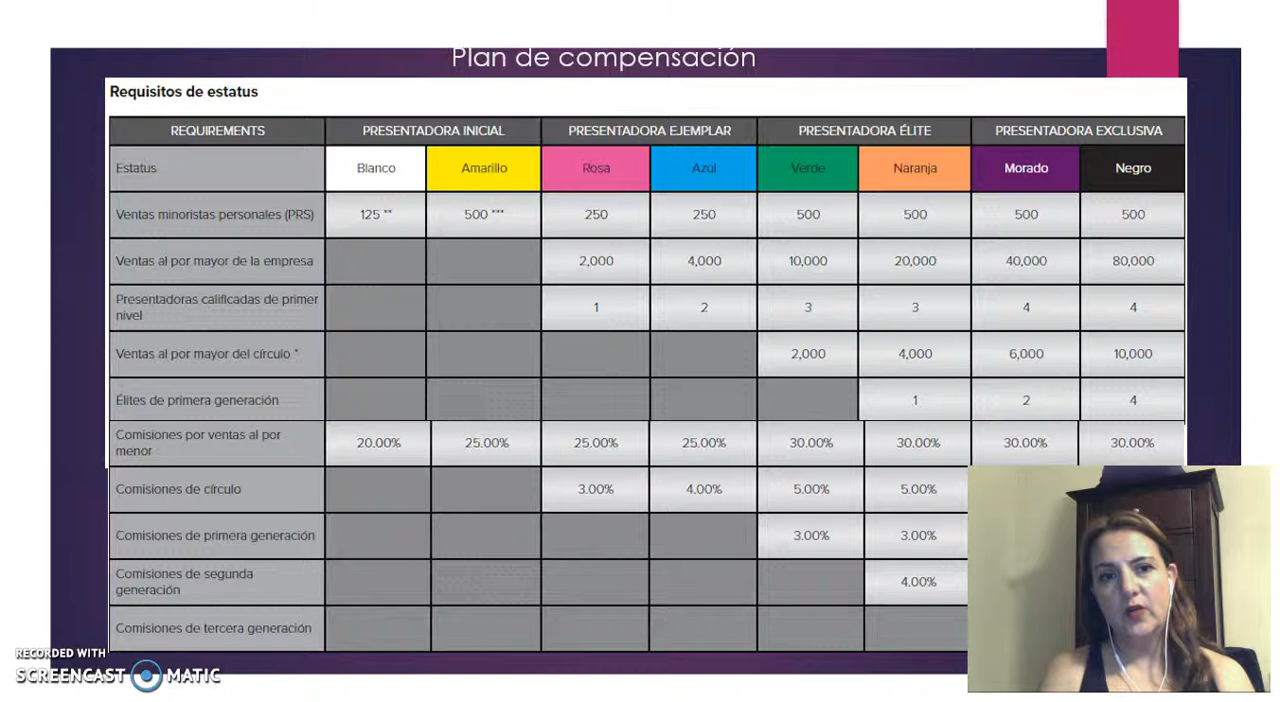 Plan de compensación
Requisitos de estatus
REQUIREMENTS PRESENTADORA INICIAL PRESENTADORA EJEMPLAR PRESENTADORA ÉLITE PRESENTADORA EXCLUSIVA
Estatus Blanco Amarillo Rosa Azul Verde Naranja Morado Negro
Ventas minoristas personales (PRS) 125 ** 500 *** 250 250 500 500 500 500
Ventas al por mayor de la empresa 2,000 4,000 10,000 20,000 40,000 80,000
Presentadoras calificadas de primer
nivel 1 2 3 3 4 4
Ventas al por mayor del círculo * 2,000 4,000 6,000 10,000
Élites de primera generación 1 2 4
Comisiones por ventas al por
menor 20.00% 25.00% 25.00% 25.00% 30.00% 30.00% 30.00% 30.00%
Comisiones de círculo 3.00% 4.00% 5.00% 5.00%
Comisiones de primera generación 3.00% 3.00%
Comisiones de segunda
generación 4.00%
Comisiones de tercera generación
RECORDED WITH
SCREENCAST MATIC